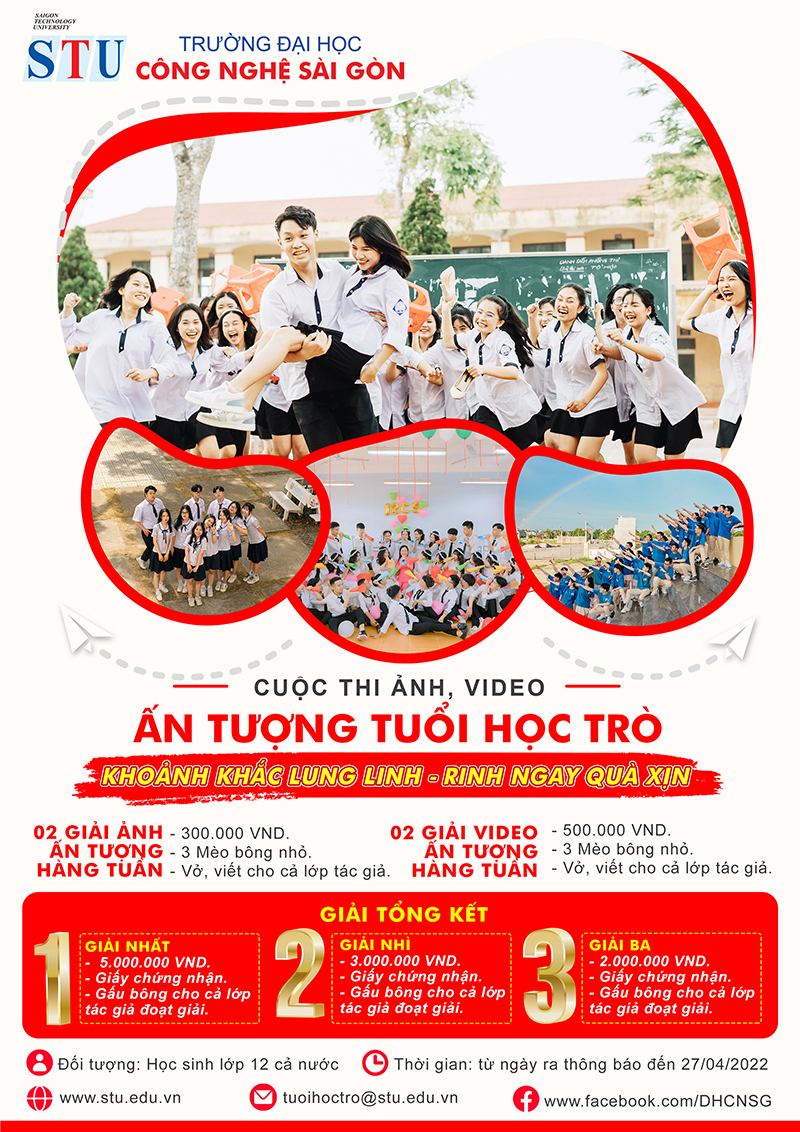 SAIGON
TECHNOLOGY
UNIVERSITY
STU
TRƯỜNG ĐẠI HỌC
CÔNG NGHỆ SÀI GÒN
CUỘC THI ẢNH, VIDEO
ẤN TƯỢNG TUỔI HỌC TRÒ
KHOẢNH KHẮC LUNG LINH - RINH NGAY QUÀ XỊN
02 GIẢI ẢNH
ẤN TƯỢNG
HÀNG TUẦN
- 300.000 VND.
- 3 Mèo bông nhỏ.
- Vở, viết cho cả lớp tác giả.
02 GIẢI VIDEO
ẤN TƯỢNG
HÀNG TUẦN
- 500.000 VND.
- 3 Mèo bông nhỏ.
- Vở, viết cho cả lớp tác giả.
GIẢI TỔNG KẾT
1
GIẢI NHẤT
- 5.000.000 VND.
- Giấy chứng nhận.
- Gấu bông cho cả lớp
tác giả đoạt giải.
2
GIẢI NHÌ
- 3.000.000 VND.
- Giấy chứng nhận.
- Gấu bông cho cả lớp
tác giả đoạt giải.
3
GIẢI BA
- 2.000.000 VND.
- Giấy chứng nhận.
- Gấu bông cho cả lớp
tác giả đoạt giải.
Đối tượng: Học sinh lớp 12 cả nước
Thời gian: từ ngày ra thông báo đến 27/04/2022
www.stu.edu.vn
tuoihoctro@stu.edu.vn
www.facebook.com/DHCNSG